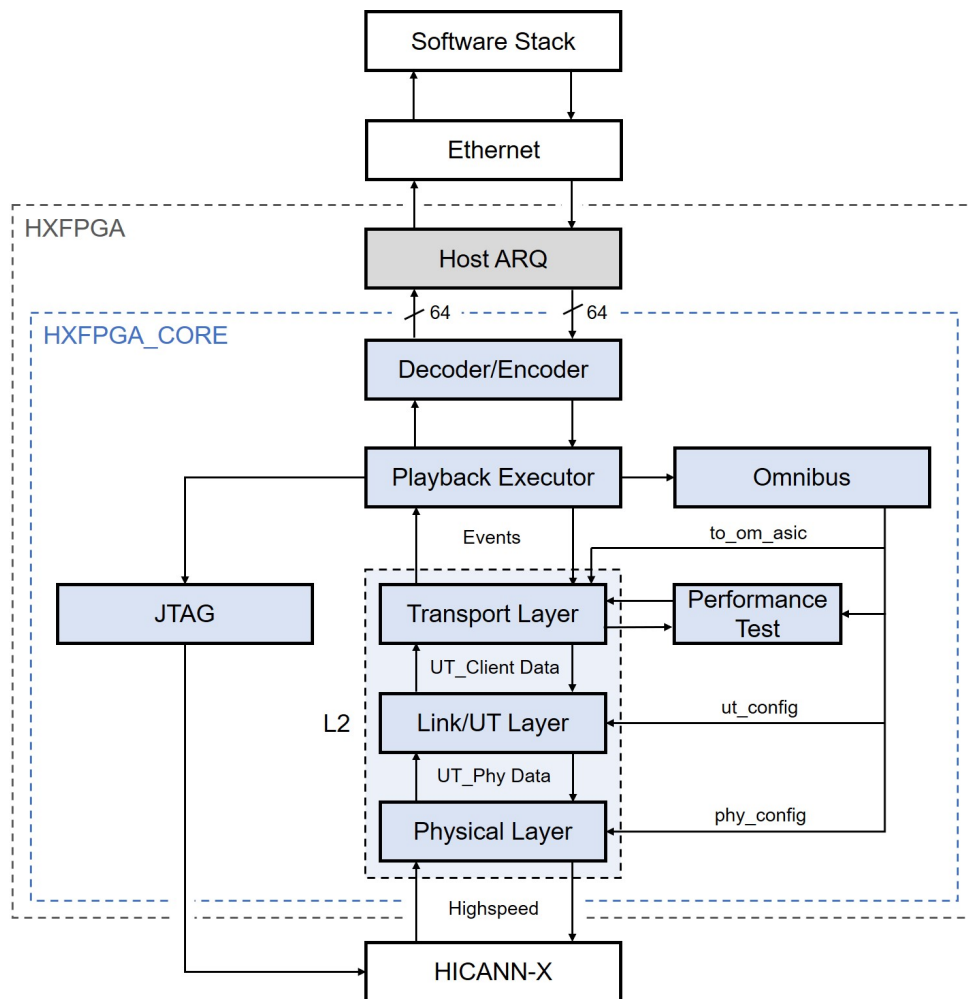 Software Stack
Ethernet
HXFPGA
Host ARQ
64
64
HXFPGA_CORE
Decoder/Encoder
Playback Executor
Omnibus
Events
to_om_asic
JTAG
Transport Layer
Performance
Test
UT_Client Data
L2
Link/UT Layer
ut_config
UT_Phy Data
Physical Layer
phy_config
Highspeed
HICANN-X